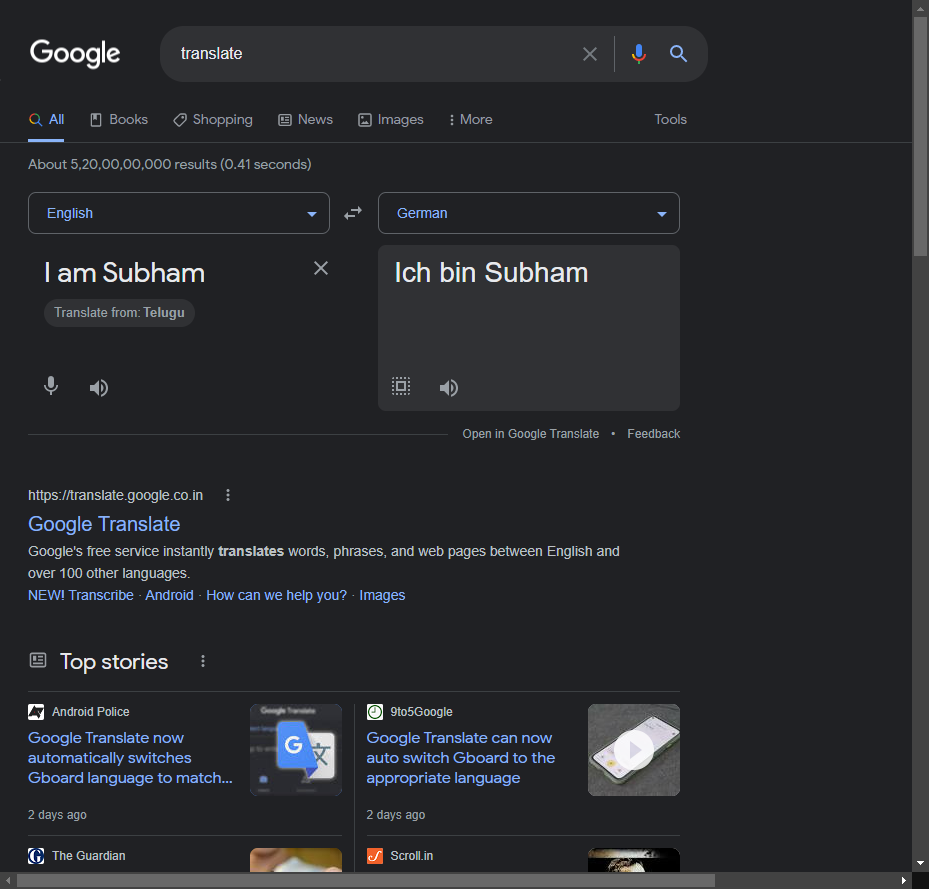 Google
translate
All
Books
Shopping
News
Images
More
Tools
About 5,20,00,00,000 results (0.41 seconds)
English
German
I am Subham
Ich bin Subham
Translate from: Telugu
Open in Google Translate • Feedback
https://translate.google.co.in
Google Translate
Google's free service instantly translates words, phrases, and web pages between English and
over 100 other languages.
NEW! Transcribe · Android · How can we help you? · Images
Top stories
Android Police
Google Translate now
automatically switches
Gboard language to match...
2 days ago
Google Translate
G
文
9to5Google
Google Translate can now
auto switch Gboard to the
appropriate language
2 days ago
The Guardian
Scroll.in